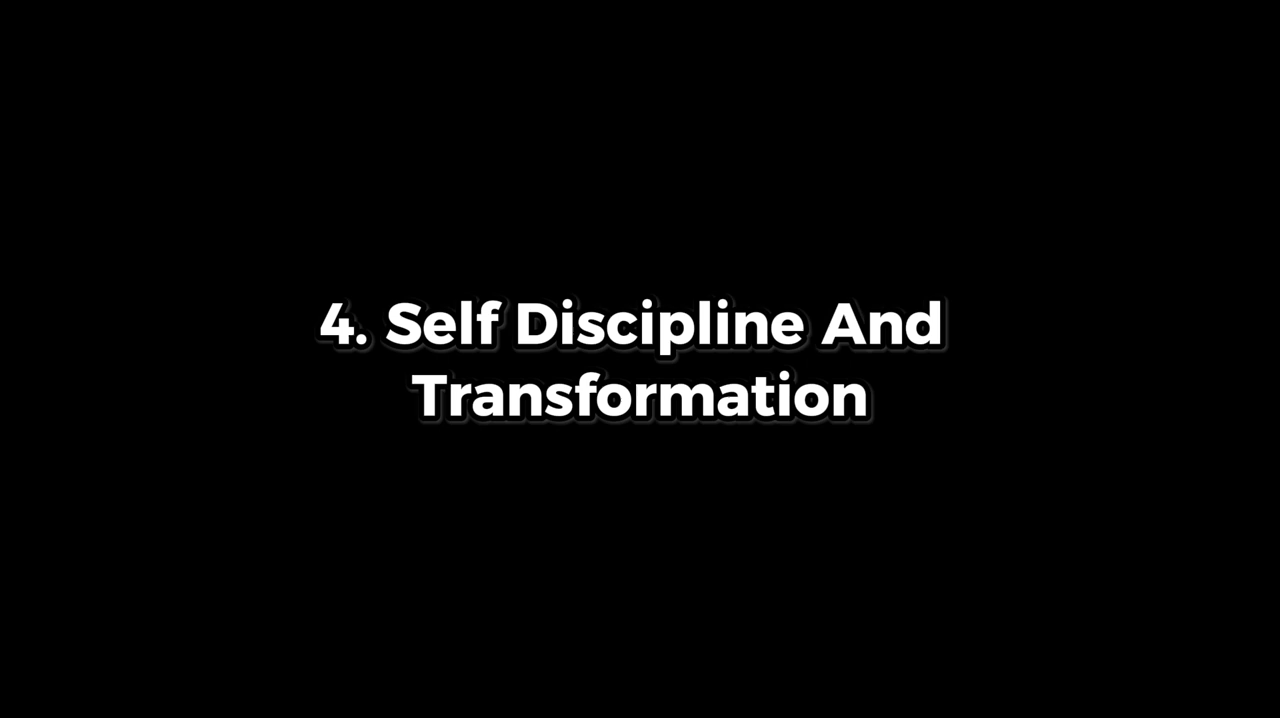 4. Self Discipline And
Transformation